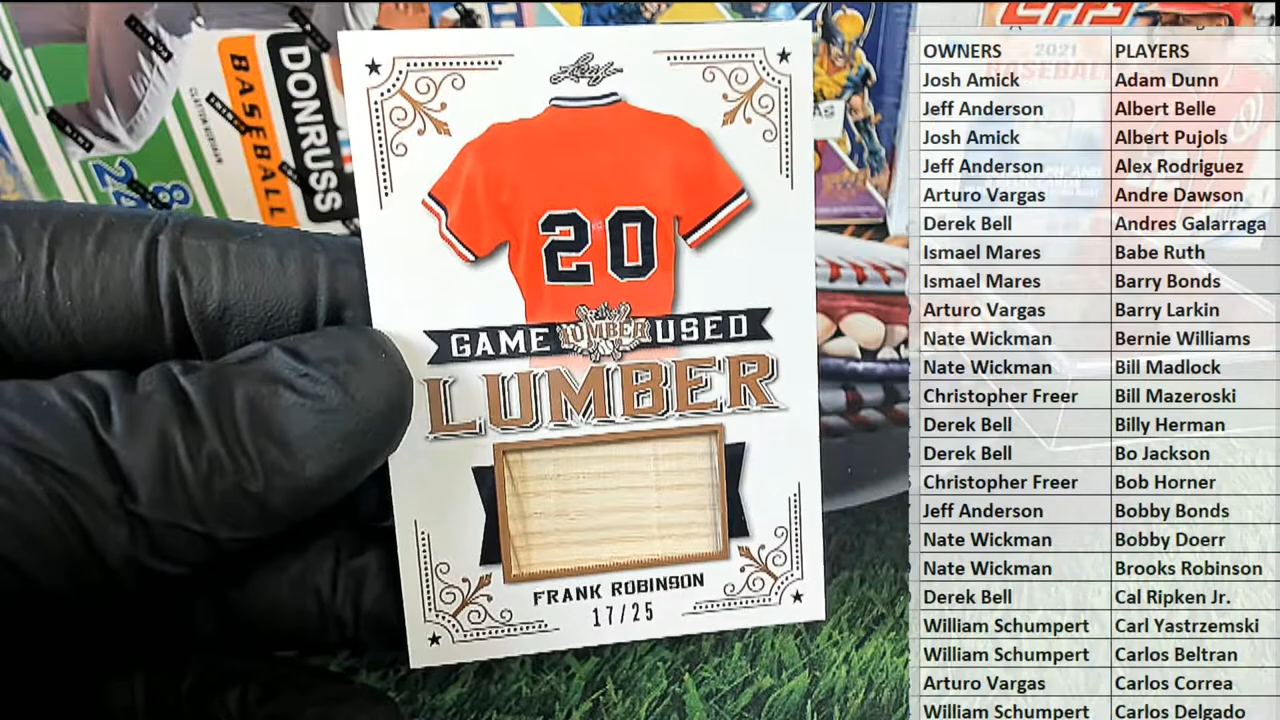 DONRUSS
BASEBALL
Leaf
20
GAME LUMBER USED
LUMBER
FRANK ROBINSON
17/25
AS
2021
BASEBALL
OWNERS PLAYERS
Josh Amick Adam Dunn
Jeff Anderson Albert Belle
Josh Amick Albert Pujols
Jeff Anderson Alex Rodriguez
Arturo Vargas Andre Dawson
Derek Bell Andres Galarraga
Ismael Mares Babe Ruth
Ismael Mares Barry Bonds
Arturo Vargas Barry Larkin
Nate Wickman Bernie Williams
Nate Wickman Bill Madlock
Christopher Freer Bill Mazeroski
Derek Bell Billy Herman
Derek Bell Bo Jackson
Christopher Freer Bob Horner
Jeff Anderson Bobby Bonds
Nate Wickman Bobby Doerr
Nate Wickman Brooks Robinson
Derek Bell Cal Ripken Jr.
William Schumpert Carl Yastrzemski
William Schumpert Carlos Beltran
Arturo Vargas Carlos Correa
William Schumpert Carlos Delgado